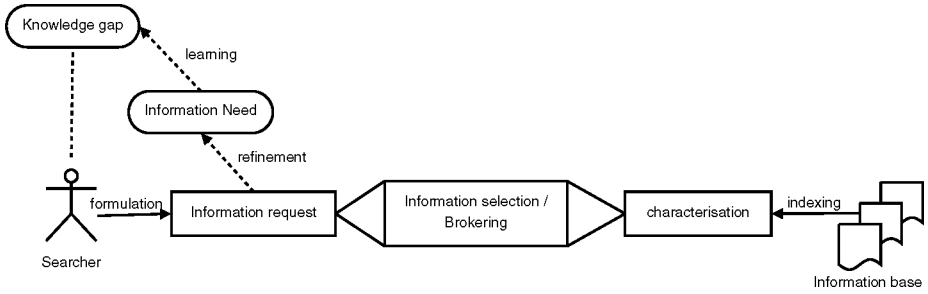 Knowledge gap
learning
Information Need
refinement
formulation
Information request
Information selection /
Brokering
characterisation
indexing
Searcher
Information base